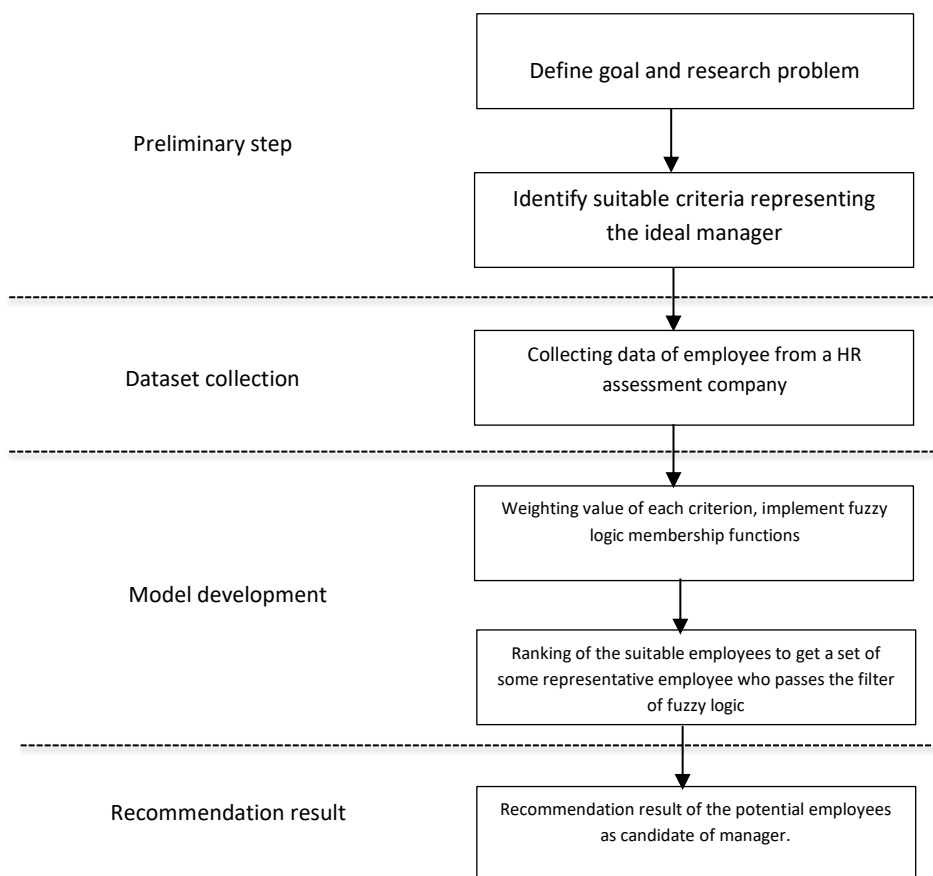 Define goal and research problem
Preliminary step
Identify suitable criteria representing
the ideal manager
Dataset collection
Collecting data of employee from a HR
assessment company
Weighting value of each criterion, implement fuzzy
logic membership functions
Model development
Ranking of the suitable employees to get a set of
some representative employee who passes the filter
of fuzzy logic
Recommendation result
Recommendation result of the potential employees
as candidate of manager.